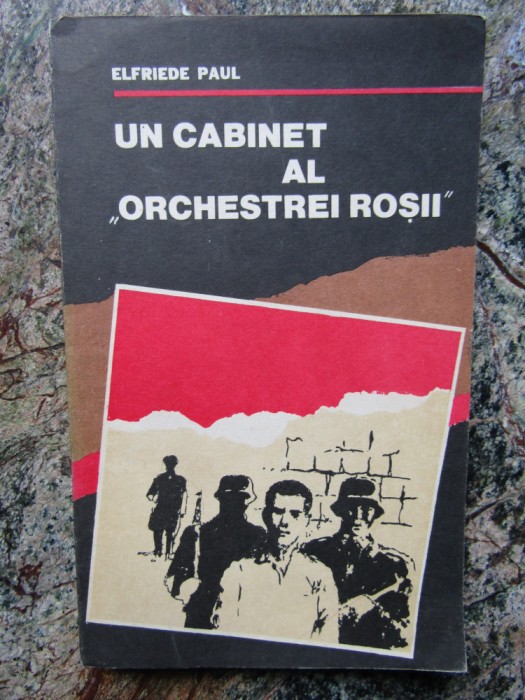 ELFRIEDE PAUL
UN CABINET
AL
„ORCHESTREI ROȘII”